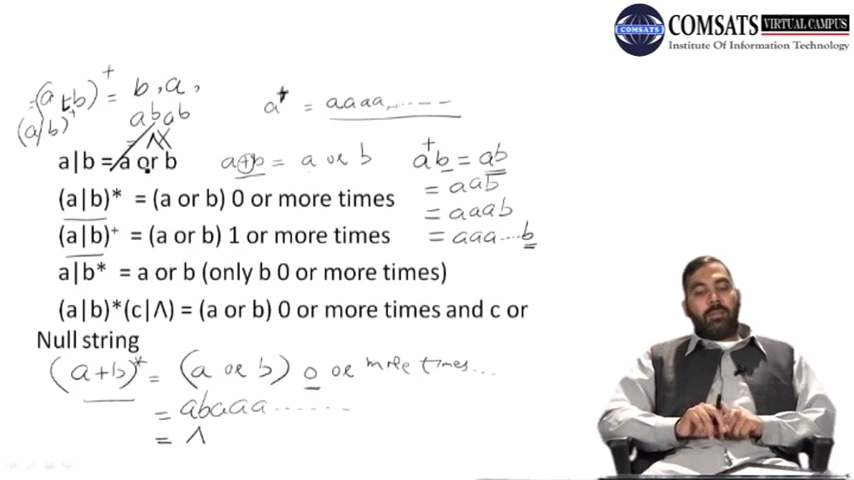 COMSATS VIRTUAL CAMPUS
Institute Of Information Technology
=(a+b)⁺ = b, a,
(a/b)⁺
abab
= Λ
a⁺ = aaaa,......
a|b = a or b
a+b = a or b
a⁺b = ab
= aab
= aaab
= aaa....b
(a|b)* = (a or b) 0 or more times
(a|b)⁺ = (a or b) 1 or more times
a|b* = a or b (only b 0 or more times)
(a|b)*(c|Λ) = (a or b) 0 or more times and c or
Null string
(a+b)* = (a or b) 0 or more times...
= abaaa.......
= Λ